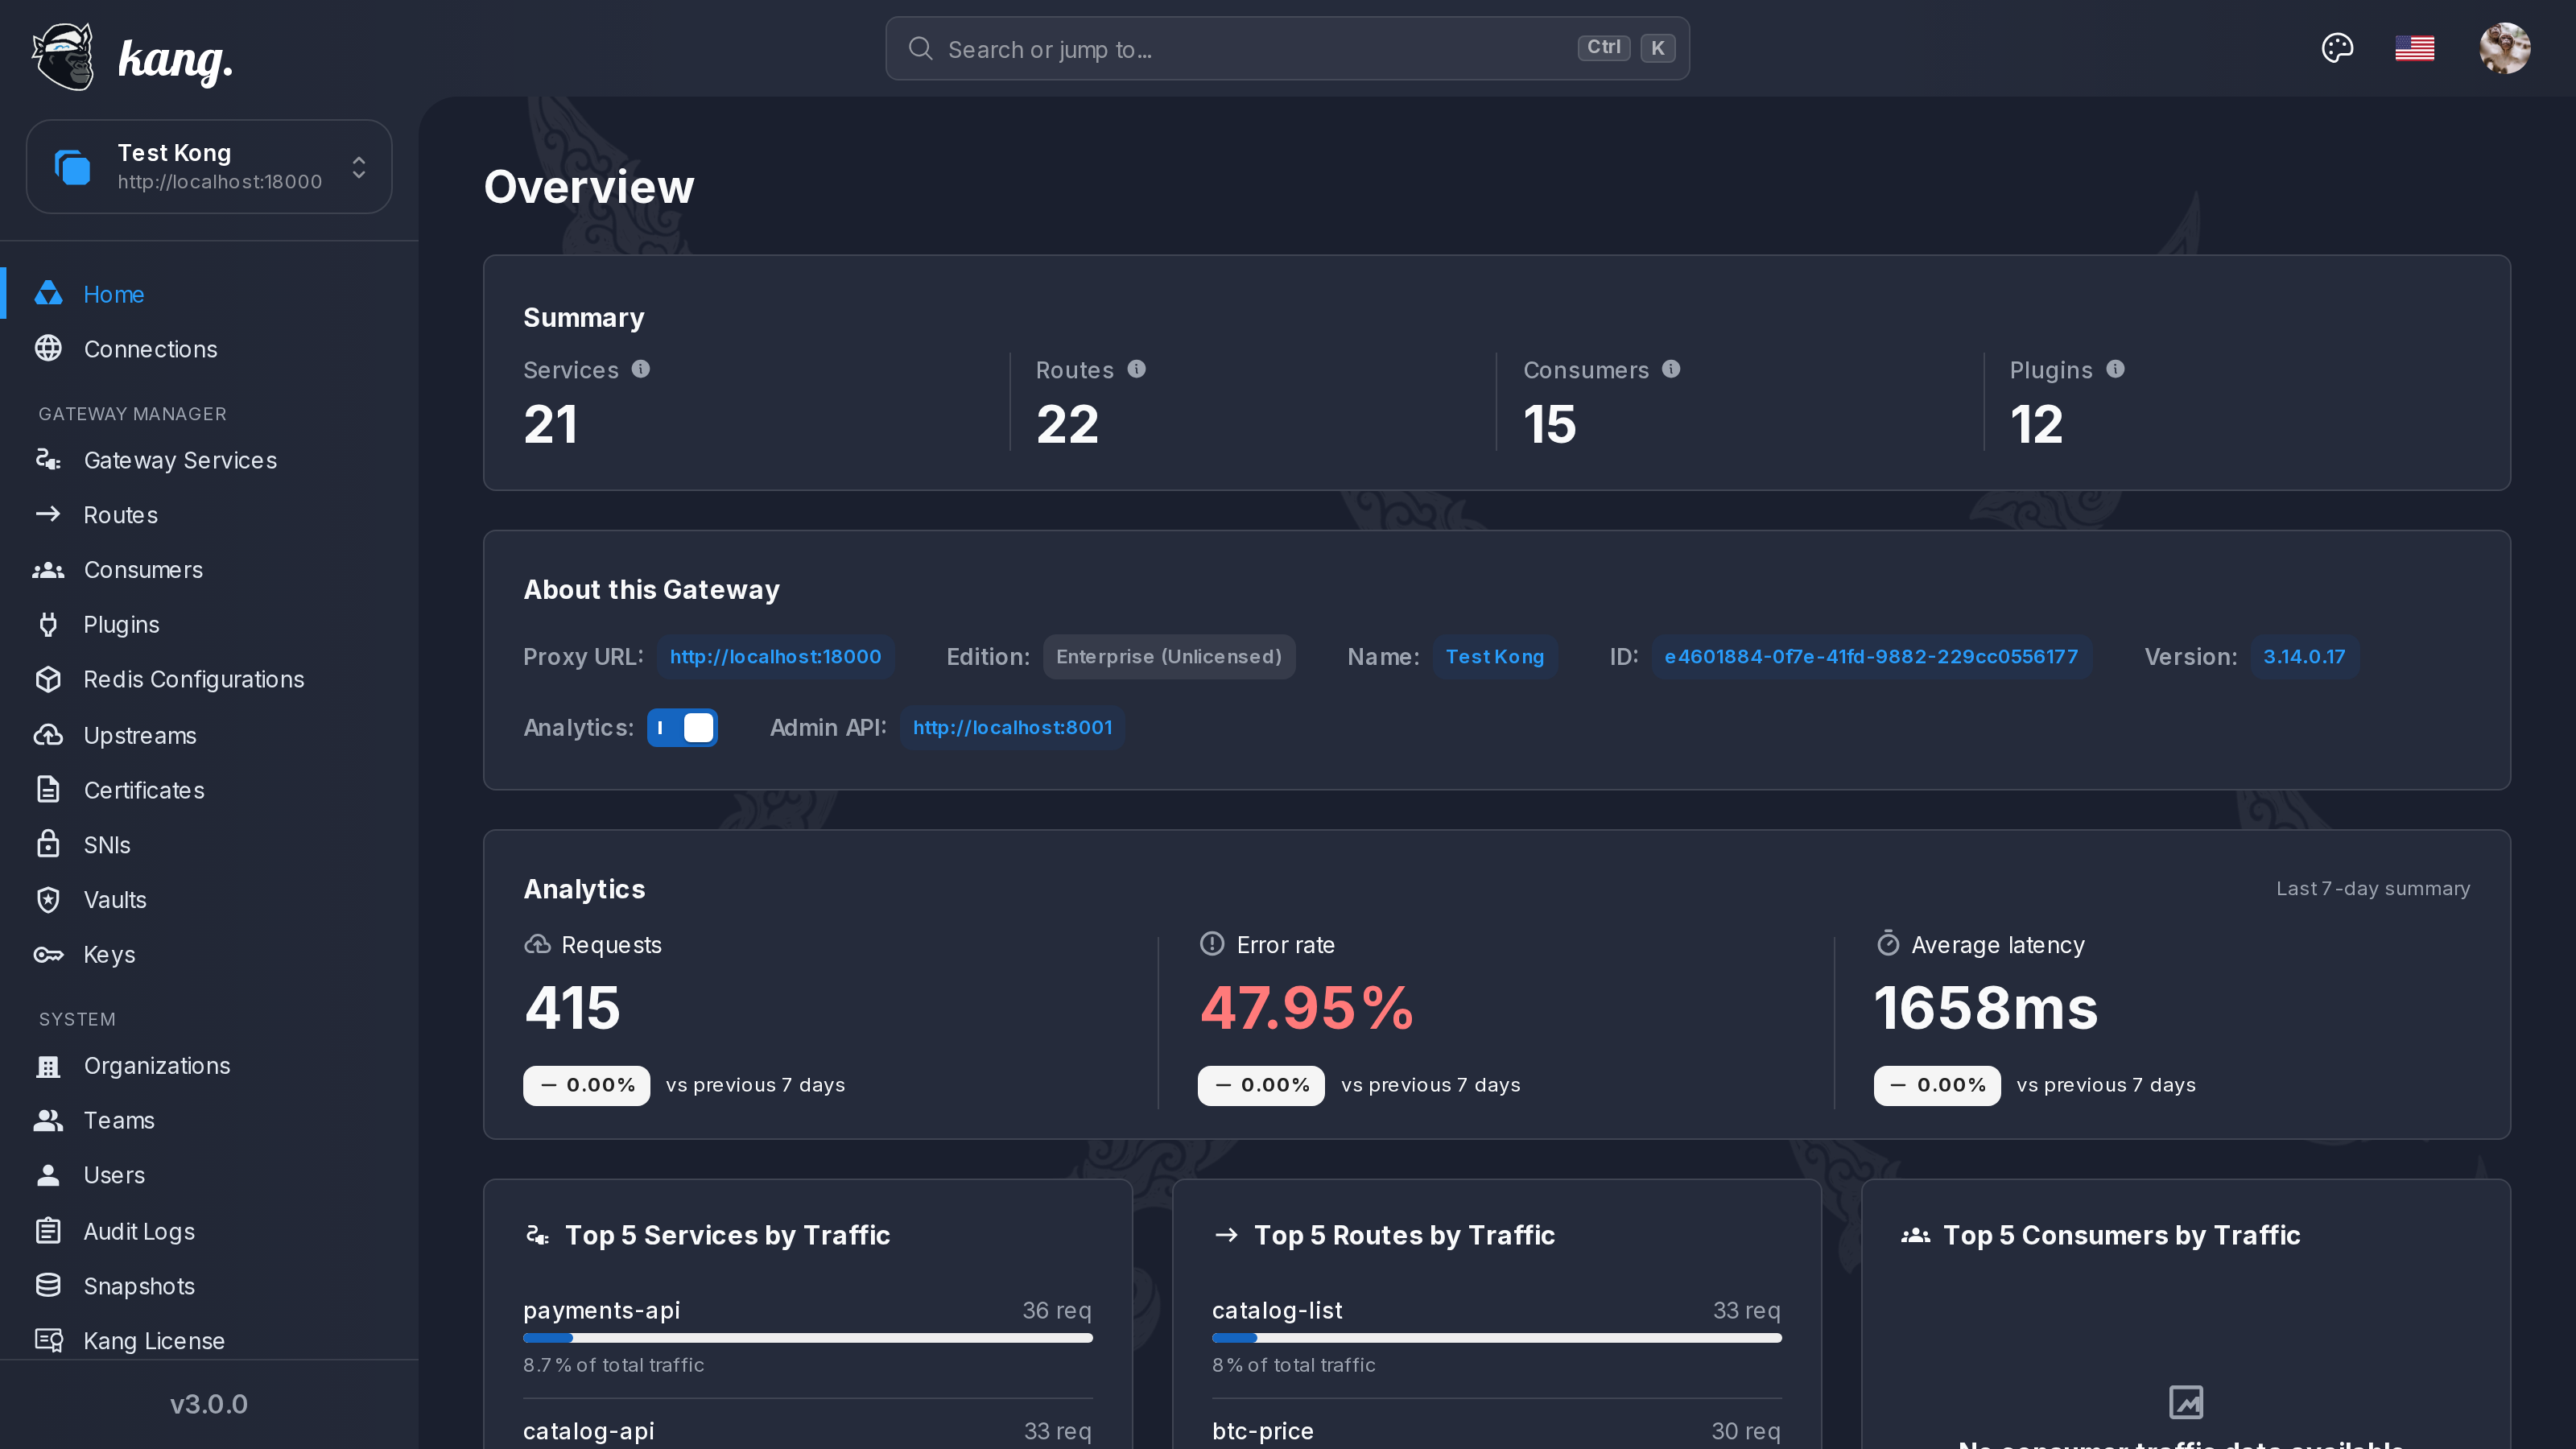 kang.
Search or jump to...
Ctrl K
Test Kong
http://localhost:18000
Home
Connections
GATEWAY MANAGER
Gateway Services
Routes
Consumers
Plugins
Redis Configurations
Upstreams
Certificates
SNIs
Vaults
Keys
SYSTEM
Organizations
Teams
Users
Audit Logs
Snapshots
Kang License
v3.0.0
Overview
Summary
Services
21
Routes
22
Consumers
15
Plugins
12
About this Gateway
Proxy URL: http://localhost:18000 Edition: Enterprise (Unlicensed) Name: Test Kong ID: e4601884-0f7e-41fd-9882-229cc0556177 Version: 3.14.0.17
Analytics: Admin API: http://localhost:8001
Analytics
Last 7-day summary
Requests
415
— 0.00% vs previous 7 days
Error rate
47.95%
— 0.00% vs previous 7 days
Average latency
1658ms
— 0.00% vs previous 7 days
Top 5 Services by Traffic
payments-api 36 req
8.7% of total traffic
catalog-api 33 req
Top 5 Routes by Traffic
catalog-list 33 req
8% of total traffic
btc-price 30 req
Top 5 Consumers by Traffic
No consumer traffic data available